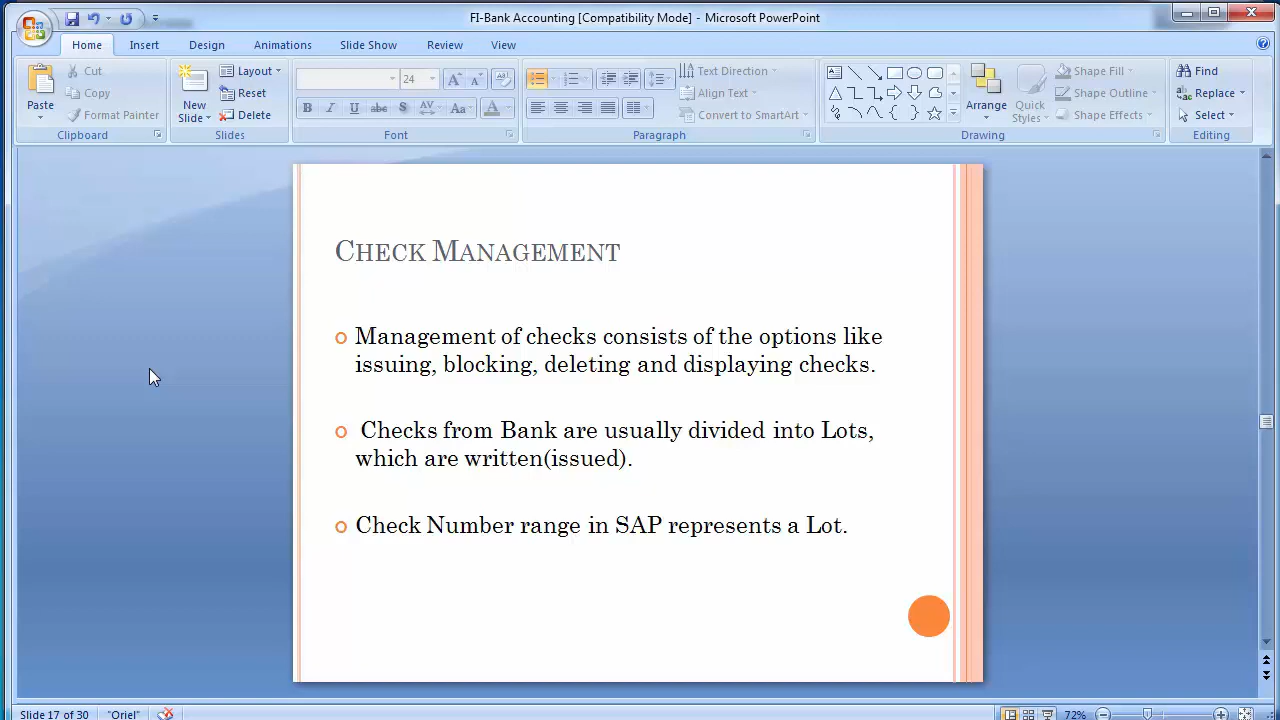 FI-Bank Accounting [Compatibility Mode] - Microsoft PowerPoint
Home Insert Design Animations Slide Show Review View
Paste
Cut
Copy
Format Painter
Clipboard
New Slide
Layout
Reset
Delete
Slides
24
B I U abc S AV Aa A
Font
Text Direction
Align Text
Convert to SmartArt
Paragraph
Arrange
Quick Styles
Shape Fill
Shape Outline
Shape Effects
Drawing
Find
Replace
Select
Editing
CHECK MANAGEMENT
Management of checks consists of the options like
issuing, blocking, deleting and displaying checks.
Checks from Bank are usually divided into Lots,
which are written(issued).
Check Number range in SAP represents a Lot.
Slide 17 of 30 "Oriel" 72%